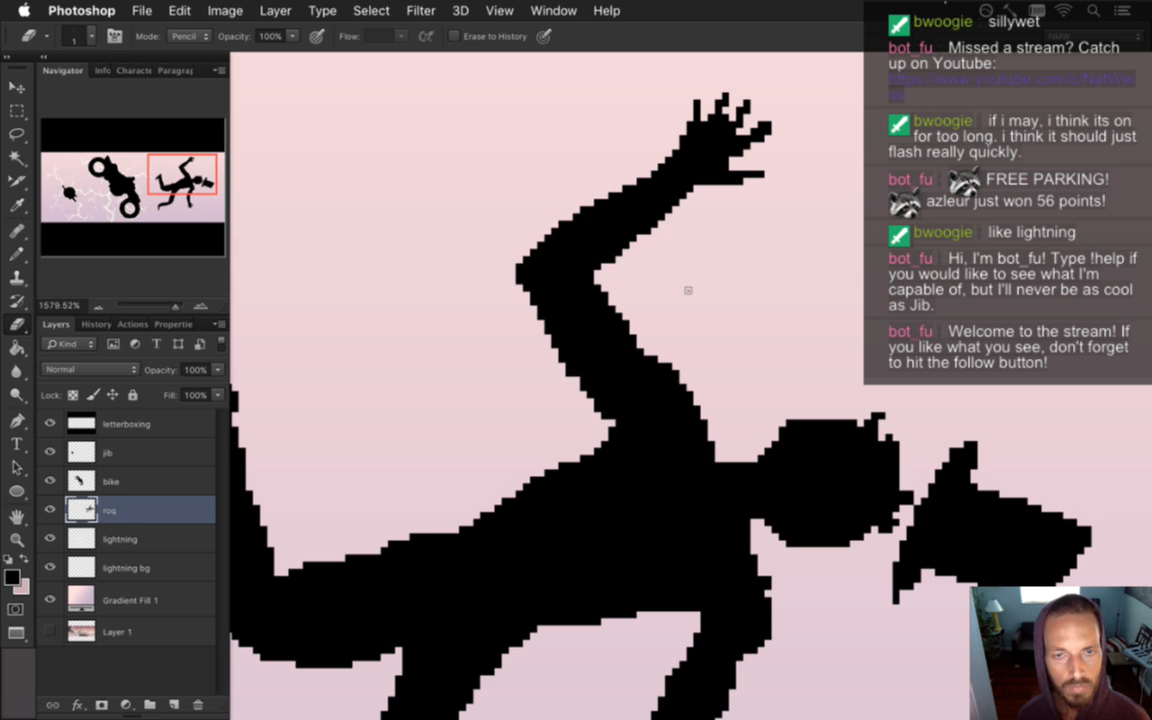 Photoshop File Edit Image Layer Type Select Filter 3D View Window Help
1 Mode: Pencil Opacity: 100% Flow: Erase to History
Navigator Info Characte Paragrap
1579.52%
Layers History Actions Propertie
Kind
Normal Opacity: 100%
Lock: Fill: 100%
letterboxing
jib
bike
roq
lightning
lightning bg
Gradient Fill 1
Layer 1
bwoogie sillywet
bot_fu Missed a stream? Catch
up on Youtube:
bwoogie if i may, i think its on
for too long. i think it should just
flash really quickly.
bot_fu FREE PARKING!
azleur just won 56 points!
bwoogie like lightning
bot_fu Hi, I'm bot_fu! Type !help if
you would like to see what I'm
capable of, but I'll never be as cool
as Jib.
bot_fu Welcome to the stream! If
you like what you see, don't forget
to hit the follow button!